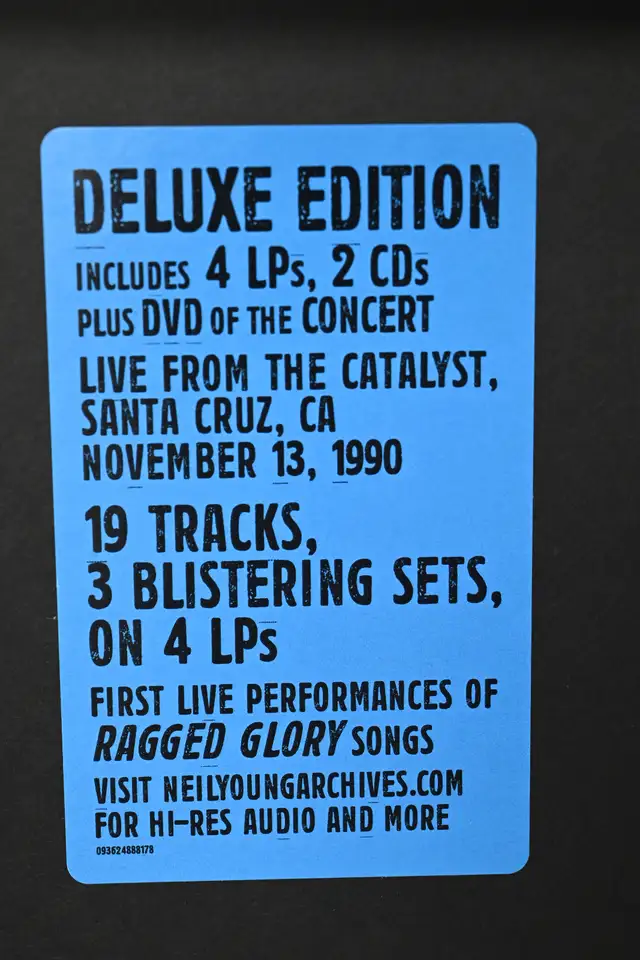 DELUXE EDITION
INCLUDES 4 LPs, 2 CDs
PLUS DVD OF THE CONCERT
LIVE FROM THE CATALYST,
SANTA CRUZ, CA
NOVEMBER 13, 1990
19 TRACKS,
3 BLISTERING SETS,
ON 4 LPs
FIRST LIVE PERFORMANCES OF
RAGGED GLORY SONGS
VISIT NEILYOUNGARCHIVES.COM
FOR HI-RES AUDIO AND MORE
093624888178